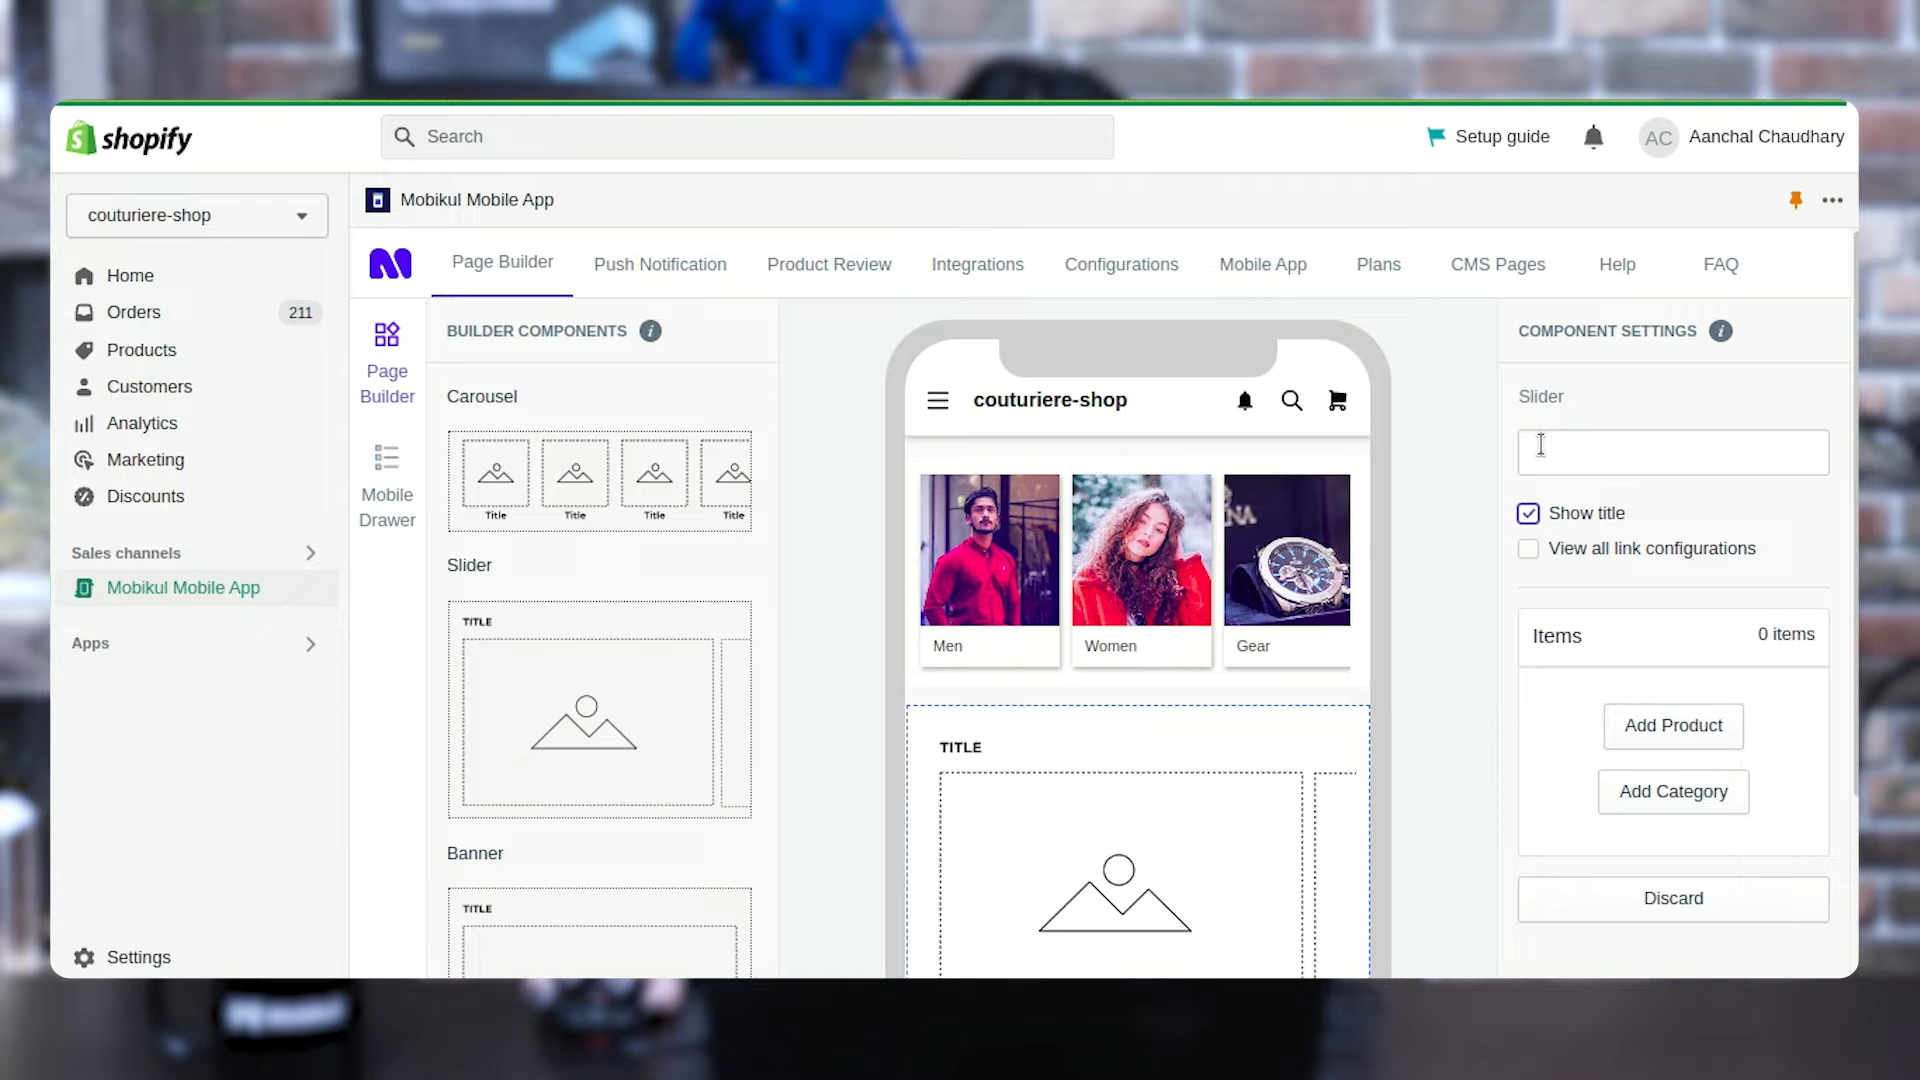 shopify
Search
Setup guide
AC
Aanchal Chaudhary
couturiere-shop
Home
Orders
211
Products
Customers
Analytics
Marketing
Discounts
Sales channels
Mobikul Mobile App
Apps
Settings
Mobikul Mobile App
Page Builder
Push Notification
Product Review
Integrations
Configurations
Mobile App
Plans
CMS Pages
Help
FAQ
Page
Builder
Mobile
Drawer
BUILDER COMPONENTS
Carousel
Title
Title
Title
Title
Slider
TITLE
Banner
TITLE
couturiere-shop
Men
Women
Gear
TITLE
COMPONENT SETTINGS
Slider
Show title
View all link configurations
Items
0 items
Add Product
Add Category
Discard